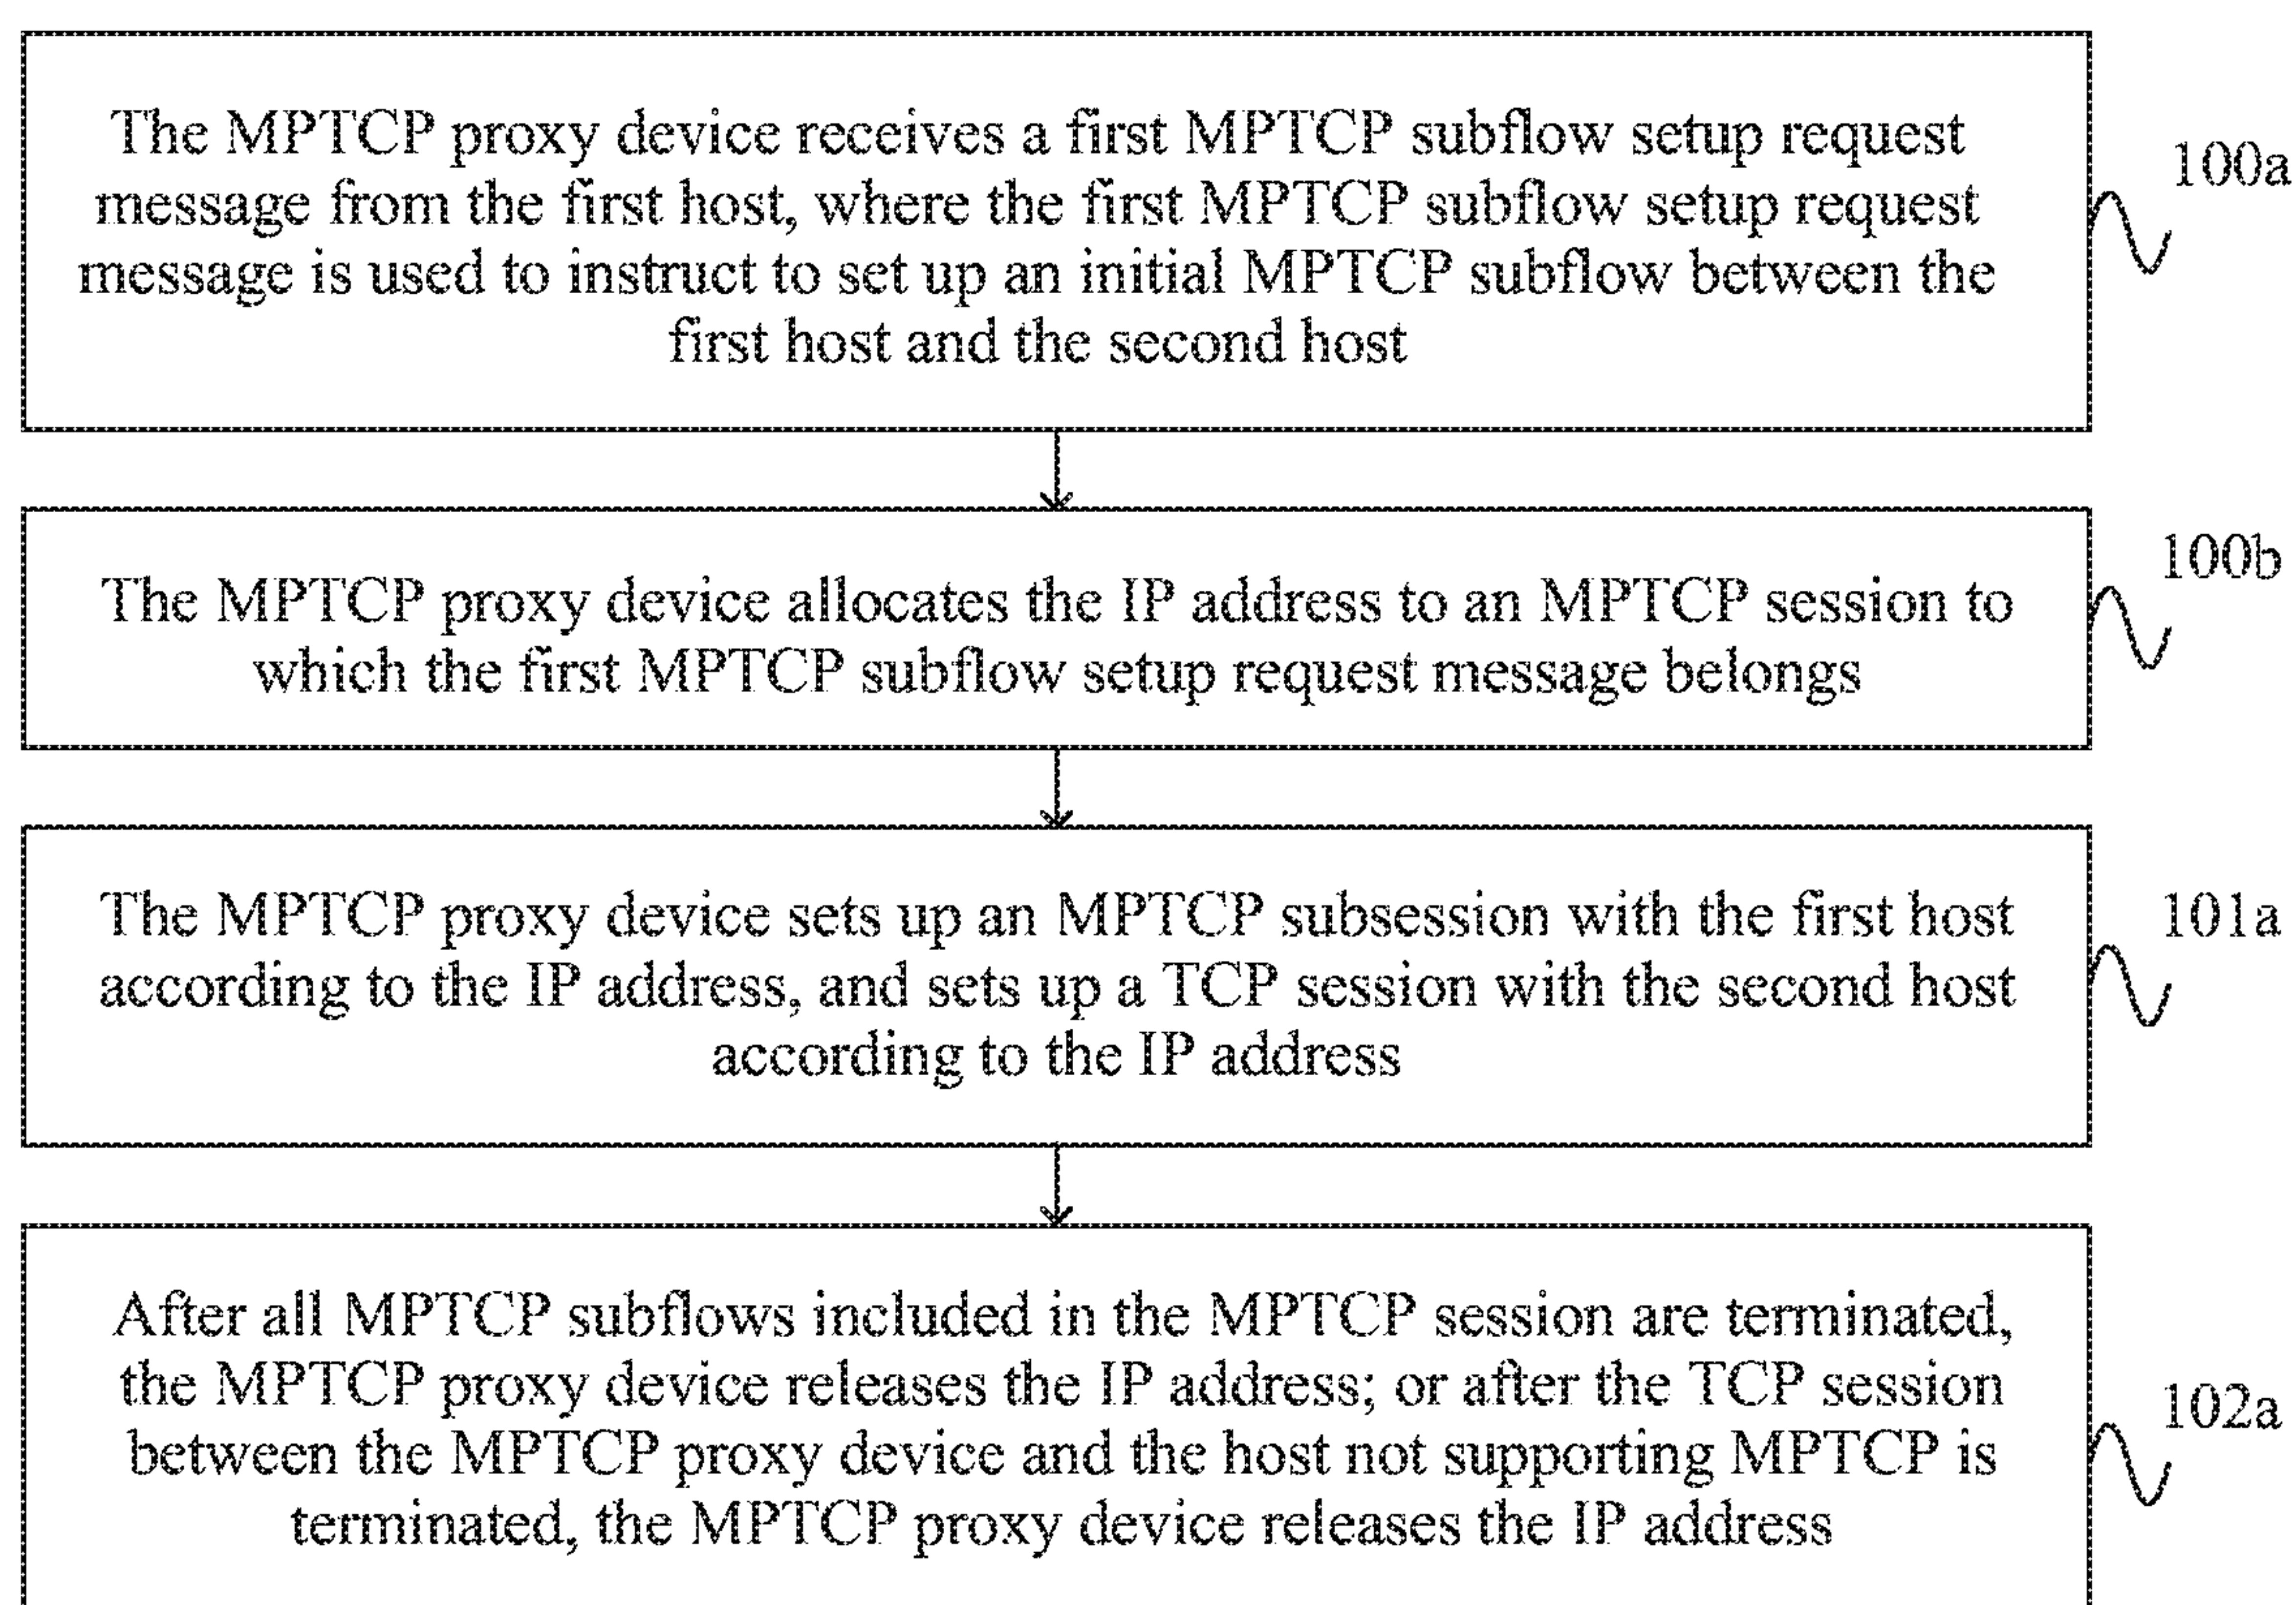 The MPTCP proxy device receives a first MPTCP subflow setup request
message from the first host, where the first MPTCP subflow setup request
message is used to instruct to set up an initial MPTCP subflow between the
first host and the second host
100a
The MPTCP proxy device allocates the IP address to an MPTCP session to
which the first MPTCP subflow setup request message belongs
100b
The MPTCP proxy device sets up an MPTCP subsession with the first host
according to the IP address, and sets up a TCP session with the second host
according to the IP address
101a
After all MPTCP subflows included in the MPTCP session are terminated,
the MPTCP proxy device releases the IP address; or after the TCP session
between the MPTCP proxy device and the host not supporting MPTCP is
terminated, the MPTCP proxy device releases the IP address
102a